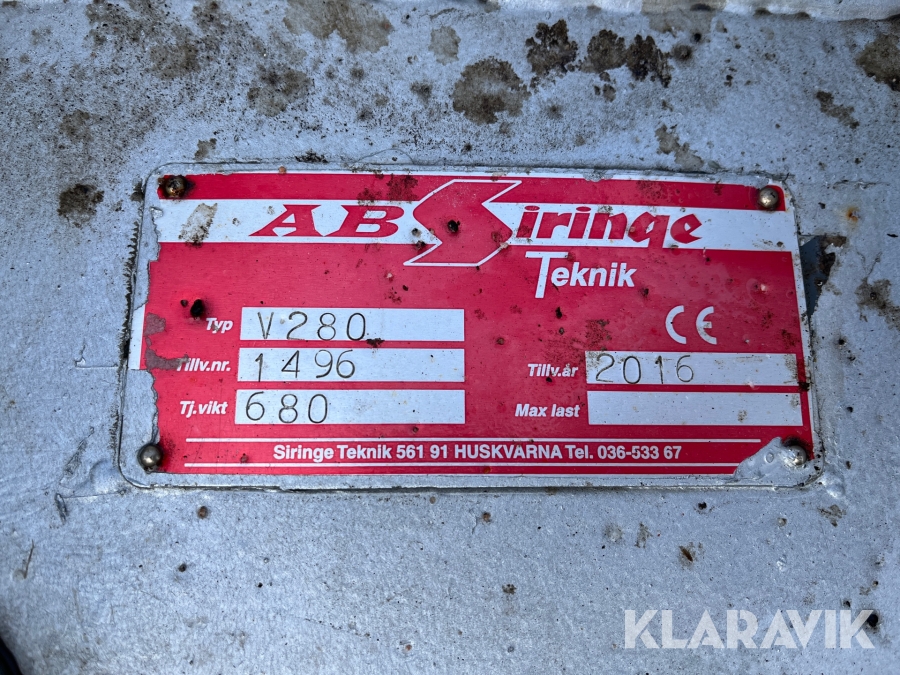 AB Siringe
Teknik
CE
Typ V280
Tillv.nr. 1496 Tillv.år 2016
Tj.vikt 680 Max last
Siringe Teknik 561 91 HUSKVARNA Tel. 036-533 67
KLARAVIK